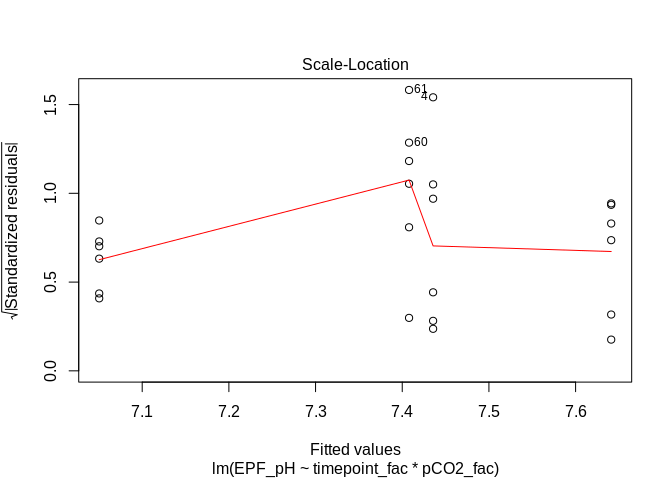 Scale-Location
√|Standardized residuals|
0.0
0.5
1.0
1.5
61
4
60
7.1 7.2 7.3 7.4 7.5 7.6
Fitted values
lm(EPF_pH ~ timepoint_fac * pCO2_fac)